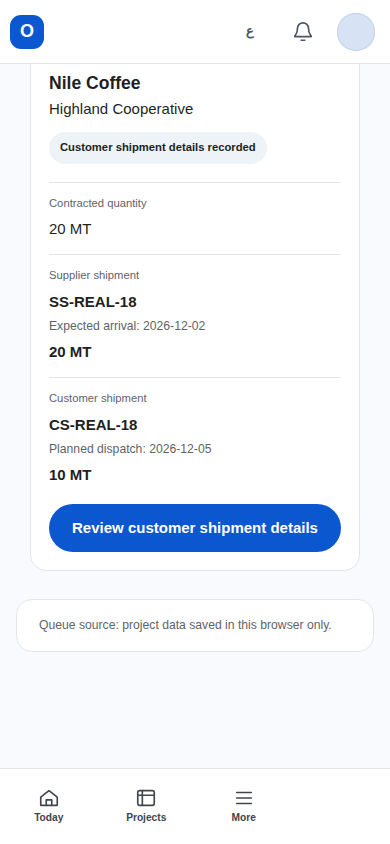 O
ع
Nile Coffee
Highland Cooperative
Customer shipment details recorded
Contracted quantity
20 MT
Supplier shipment
SS-REAL-18
Expected arrival: 2026-12-02
20 MT
Customer shipment
CS-REAL-18
Planned dispatch: 2026-12-05
10 MT
Review customer shipment details
Queue source: project data saved in this browser only.
Today
Projects
More